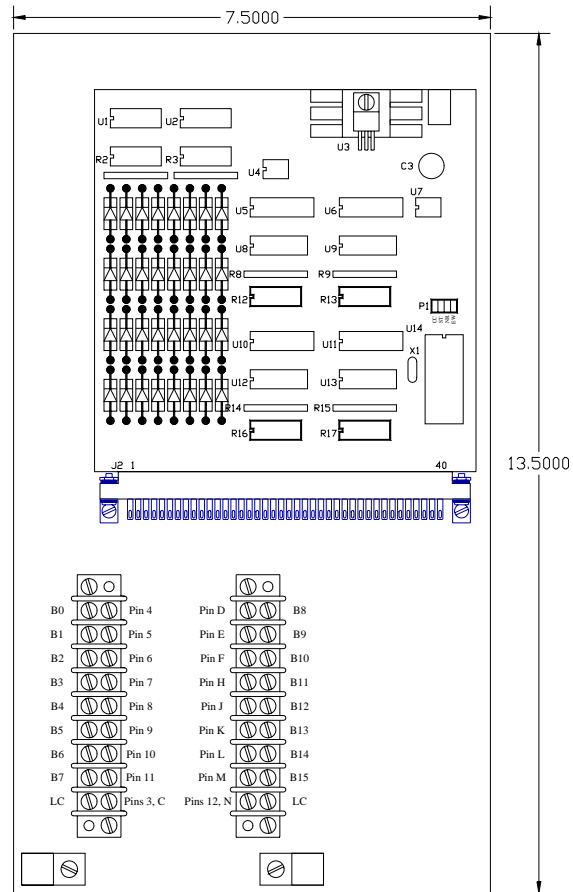 7.5000
U1 U2
U3
R2 R3
C3
U4
U7
U5 U6
U8 U9
R8 R9
R12 R13
P1
CC ST NB EW
U14
U10 U11
X1
U12 U13
R14 R15
R16 R17
J2 1 40
13.5000
B0 Pin 4 Pin D B8
B1 Pin 5 Pin E B9
B2 Pin 6 Pin F B10
B3 Pin 7 Pin H B11
B4 Pin 8 Pin J B12
B5 Pin 9 Pin K B13
B6 Pin 10 Pin L B14
B7 Pin 11 Pin M B15
LC Pins 3, C Pins 12, N LC